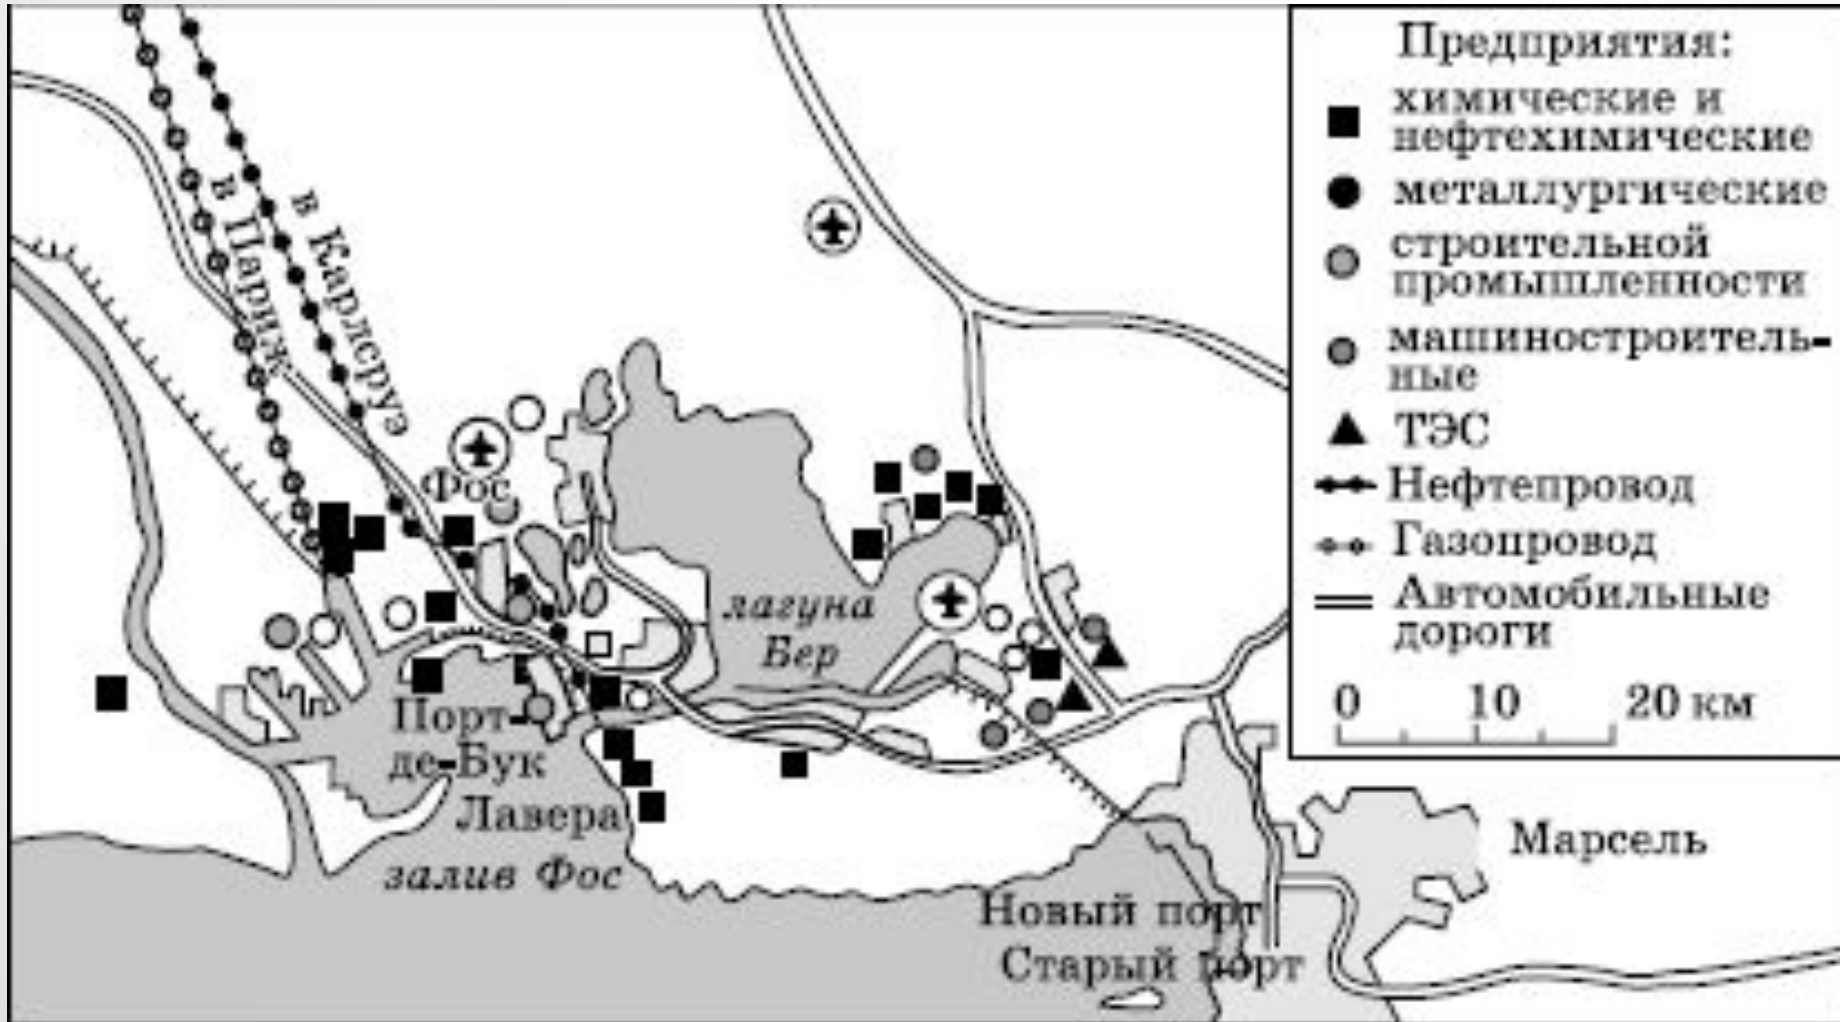 Предприятия:
химические и
нефтехимические
металлургические
строительной
промышленности
машиностроитель-
ные
ТЭС
Нефтепровод
Газопровод
Автомобильные
дороги
0 10 20 км
в Париж
в Карлсруэ
Фос
лагуна
Бер
Порт-
де-Бук
Лавера
залив Фос
Марсель
Новый порт
Старый порт